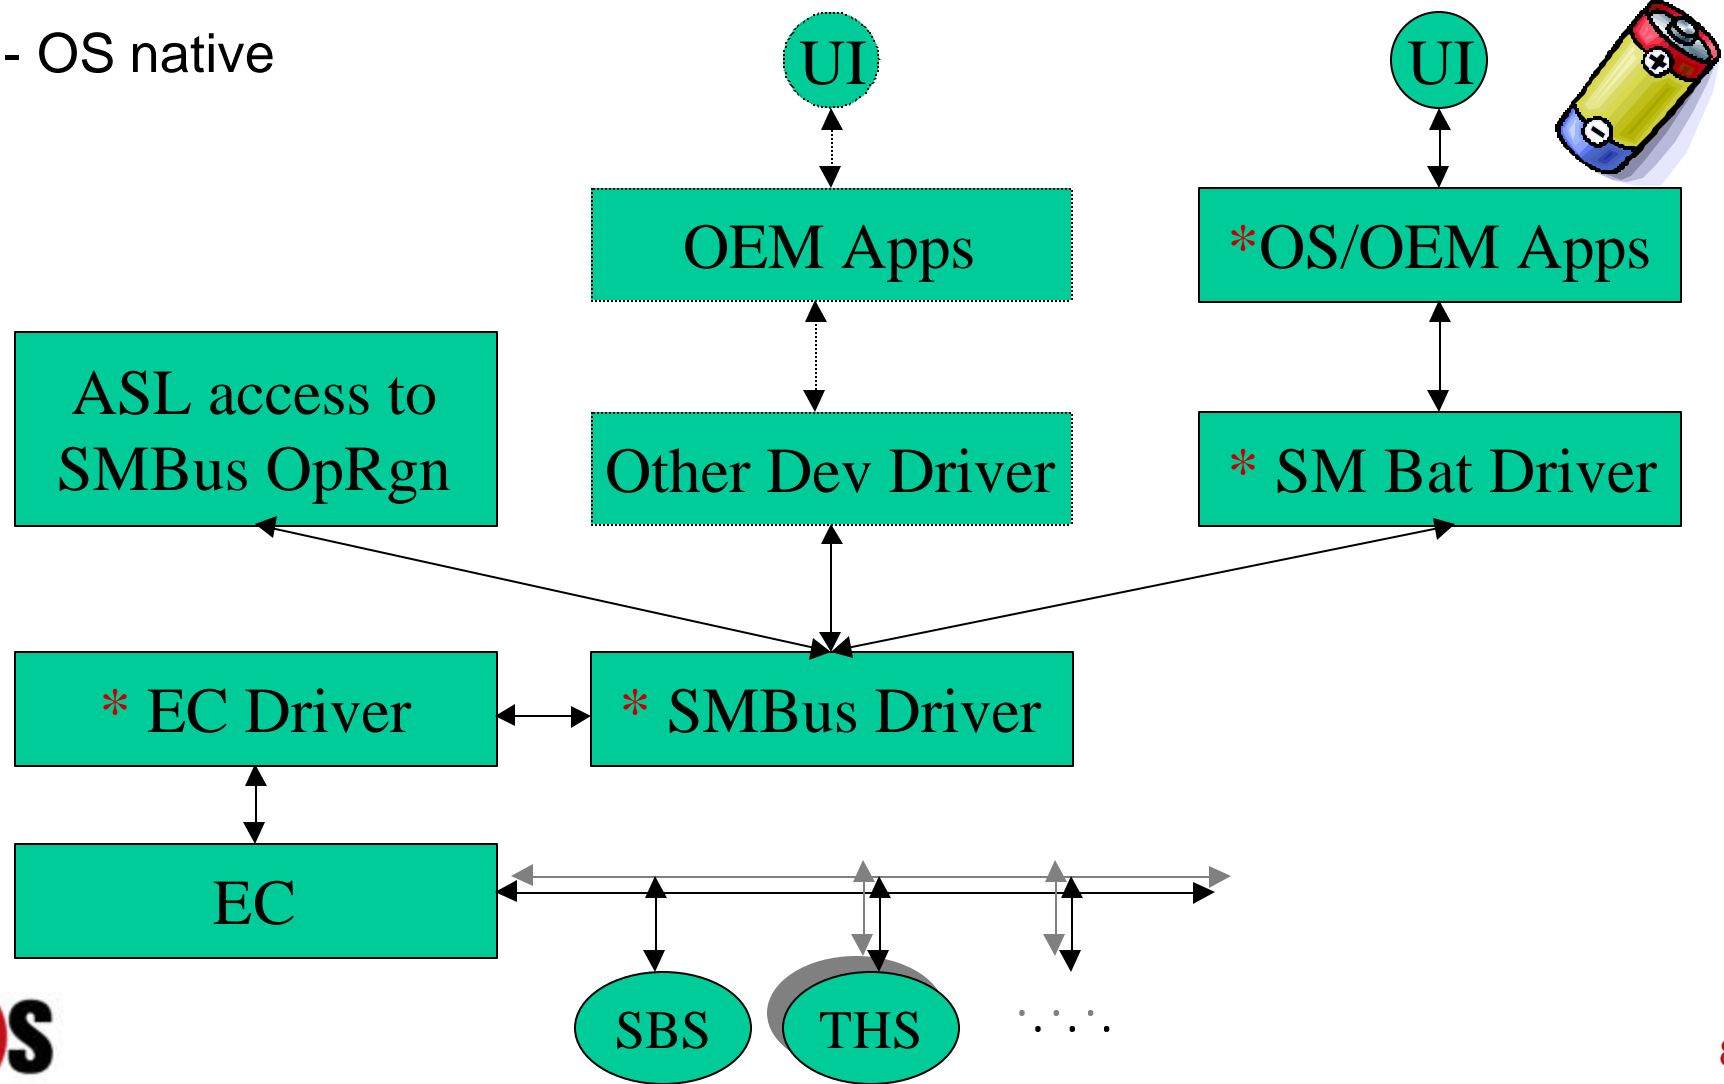 - OS native
UI
UI
OEM Apps
*OS/OEM Apps
ASL access to
SMBus OpRgn
Other Dev Driver
* SM Bat Driver
* EC Driver
* SMBus Driver
EC
SBS
THS
. . .
S